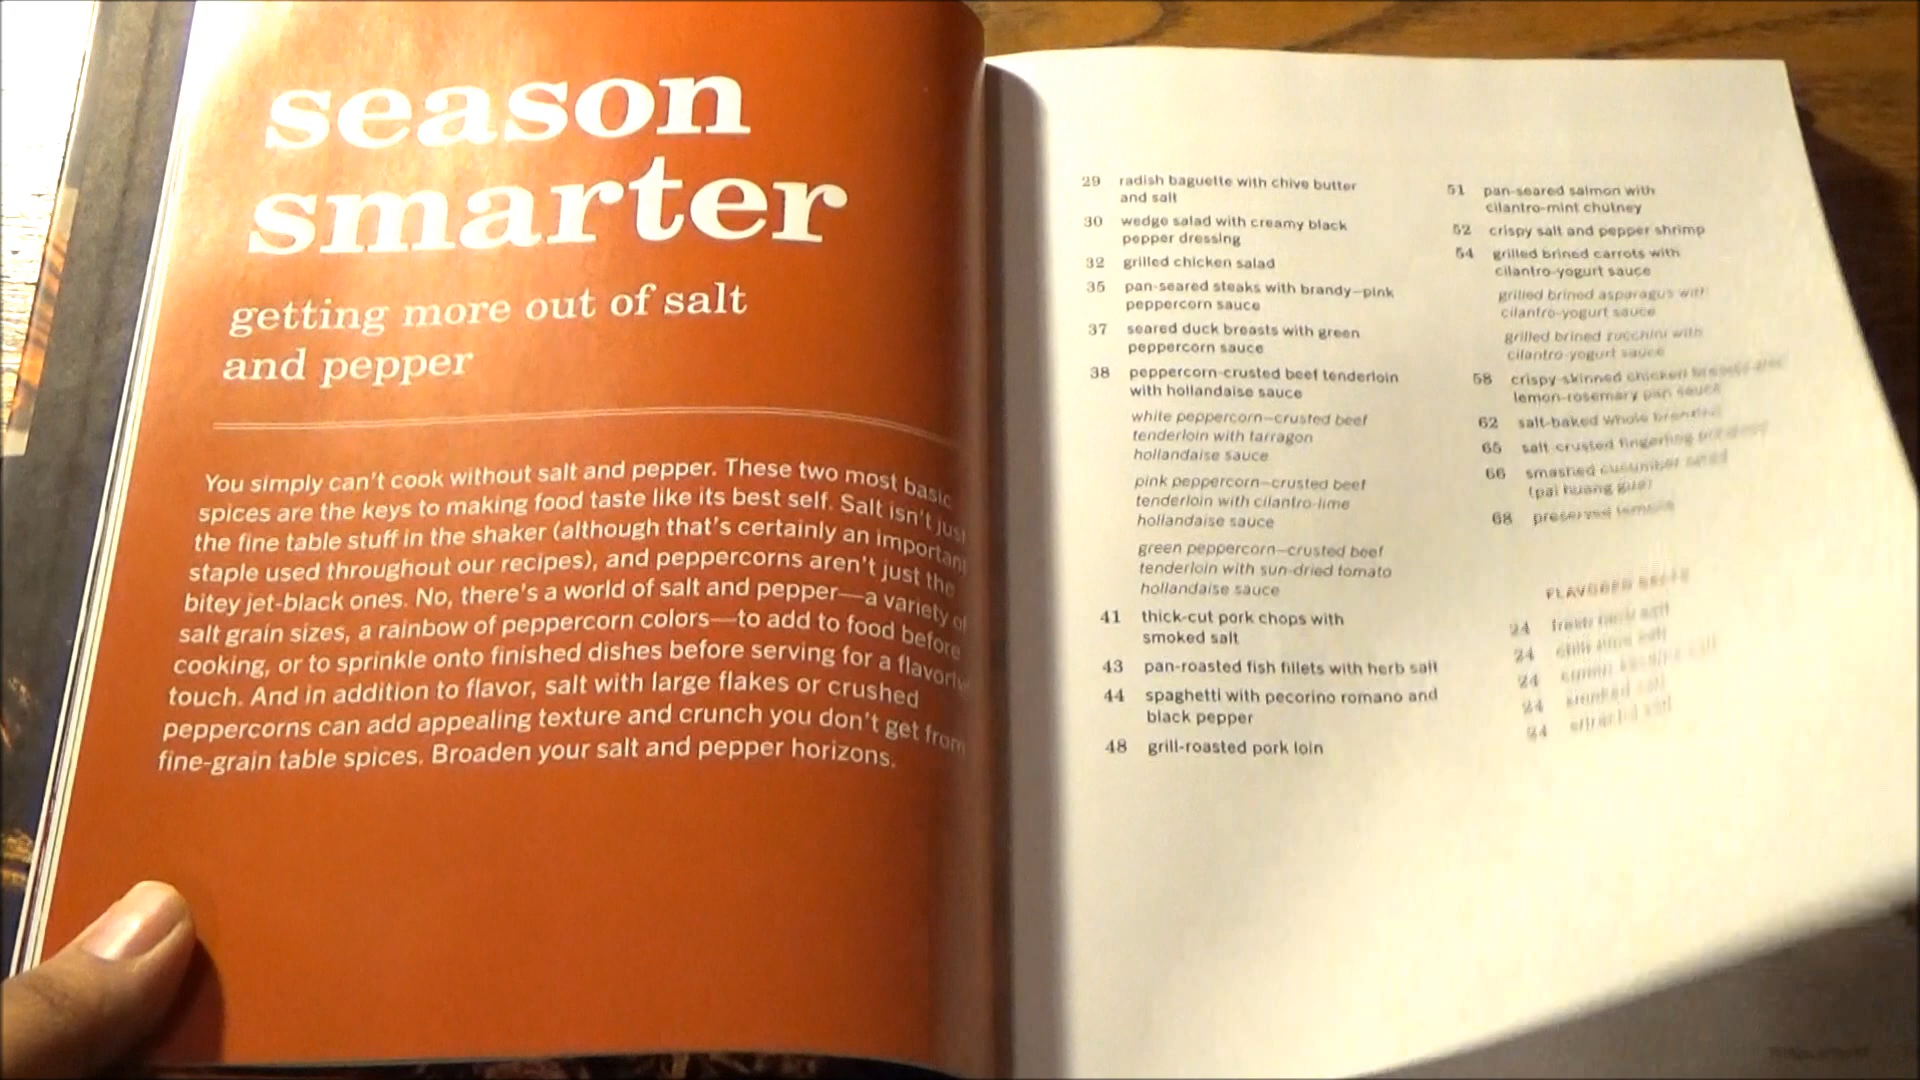 season
smarter
getting more out of salt
and pepper
You simply can't cook without salt and pepper. These two most basic
spices are the keys to making food taste like its best self. Salt isn't just
the fine table stuff in the shaker (although that's certainly an important
staple used throughout our recipes), and peppercorns aren't just the
bitey jet-black ones. No, there's a world of salt and pepper—a variety of
salt grain sizes, a rainbow of peppercorn colors—to add to food before
cooking, or to sprinkle onto finished dishes before serving for a
touch. And in addition to flavor, salt with large flakes or crushed
peppercorns can add appealing texture and crunch you don't get from
fine-grain table spices. Broaden your salt and pepper horizons.
29 radish baguette with chive butter
and salt
30 wedge salad with creamy black
pepper dressing
32 grilled chicken salad
35 pan-seared steaks with brandy–pink
peppercorn sauce
37 seared duck breasts with green
peppercorn sauce
38 peppercorn-crusted beef tenderloin
with hollandaise sauce
white peppercorn–crusted beef
tenderloin with tarragon
hollandaise sauce
pink peppercorn–crusted beef
tenderloin with cilantro-lime
hollandaise sauce
green peppercorn–crusted beef
tenderloin with sun-dried tomato
hollandaise sauce
41 thick-cut pork chops with
smoked salt
43 pan-roasted fish fillets with herb salt
44 spaghetti with pecorino romano and
black pepper
48 grill-roasted pork loin
51 pan-seared salmon with
cilantro-mint chutney
52 crispy salt and pepper shrimp
54 grilled brined carrots with
cilantro-yogurt sauce
grilled brined asparagus with
cilantro-yogurt sauce
grilled brined zucchini with
cilantro-yogurt sauce
58 crispy-skinned chicken
lemon-rosemary pan sauce
62 salt-baked whole
65 salt-crusted fingerling
66 smashed cucumber salad
(pai huang gua)
68 preserved lemons
FLAVORED SALTS
24
24
24
24 smoked salt
24